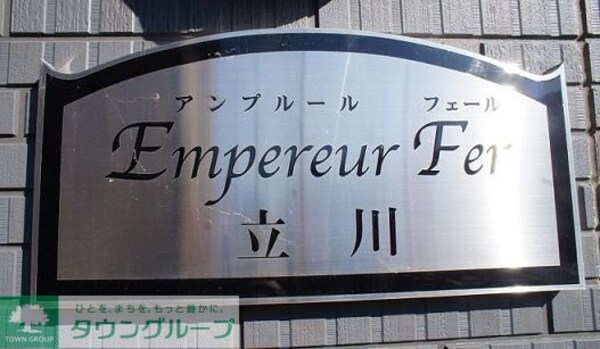 アンプルール フェール
Empereur Fer
立川
ひとを、まちを、もっと豊かに。
タウングループ
TOWN GROUP